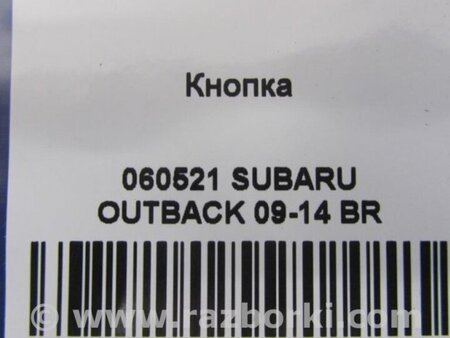 Кнопка
060521 SUBARU
OUTBACK 09-14 BR
© www.razborki.com